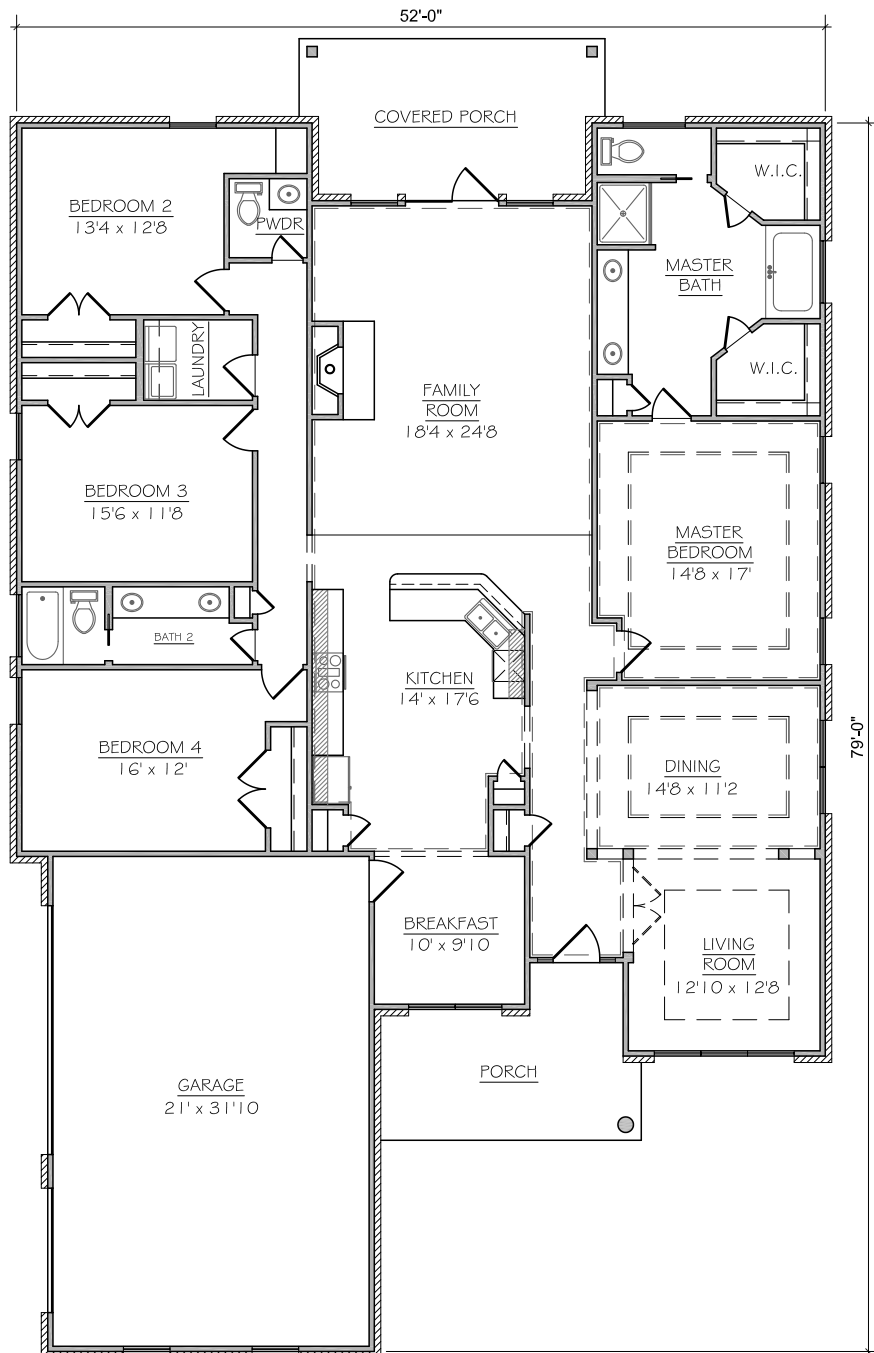 52'-0"
COVERED PORCH
W.I.C.
BEDROOM 2
13'4 x 12'8
PWDR
MASTER
BATH
LAUNDRY
W.I.C.
FAMILY
ROOM
18'4 x 24'8
BEDROOM 3
15'6 x 11'8
MASTER
BEDROOM
14'8 x 17'
BATH 2
KITCHEN
14' x 17'6
BEDROOM 4
16' x 12'
DINING
14'8 x 11'2
79'-0"
BREAKFAST
10' x 9'10
LIVING
ROOM
12'10 x 12'8
PORCH
GARAGE
21' x 31'10